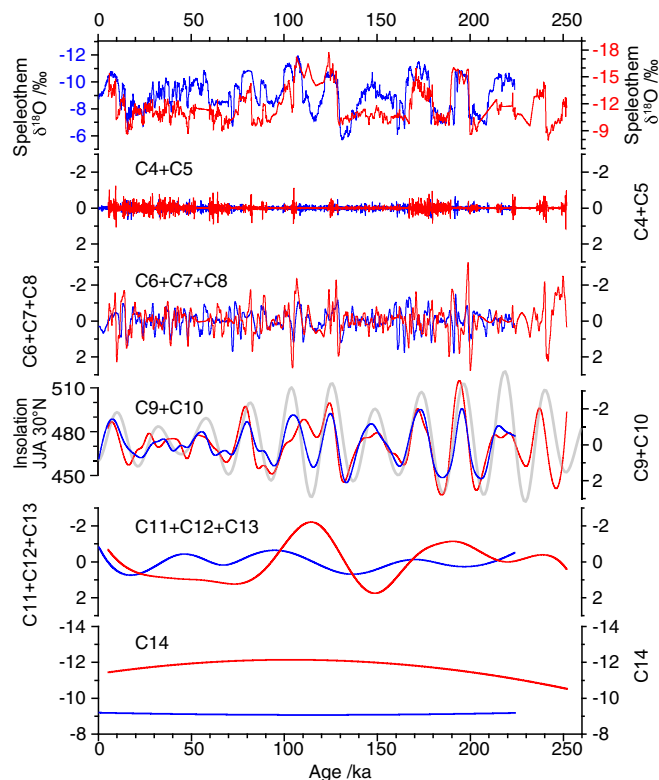 0 50 100 150 200 250
-12
-10
-8
-6
Speleothem
δ¹⁸O /‰
-18
-15
-12
-9
Speleothem
δ¹⁸O /‰
C4+C5
-2
0
2
-2
0
2
C4+C5
C6+C7+C8
-2
0
2
C6+C7+C8
-2
0
2
C9+C10
510
480
450
Insolation
JJA 30°N
-2
0
2
C9+C10
C11+C12+C13
-2
0
2
C11+C12+C13
-2
0
2
C14
-14
-12
-10
-8
-14
-12
-10
-8
C14
0 50 100 150 200 250
Age /ka